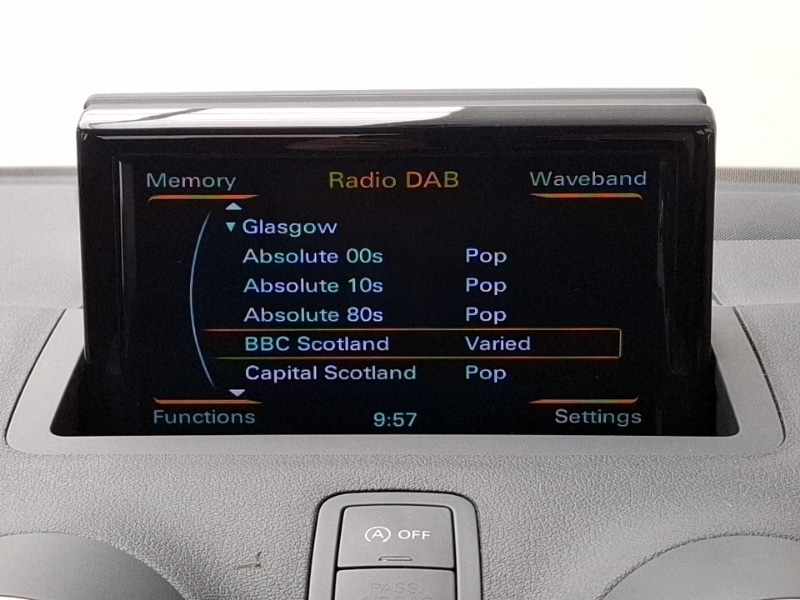 Memory Radio DAB Waveband
Glasgow
Absolute 00s Pop
Absolute 10s Pop
Absolute 80s Pop
BBC Scotland Varied
Capital Scotland Pop
Functions 9:57 Settings
A OFF
PASS